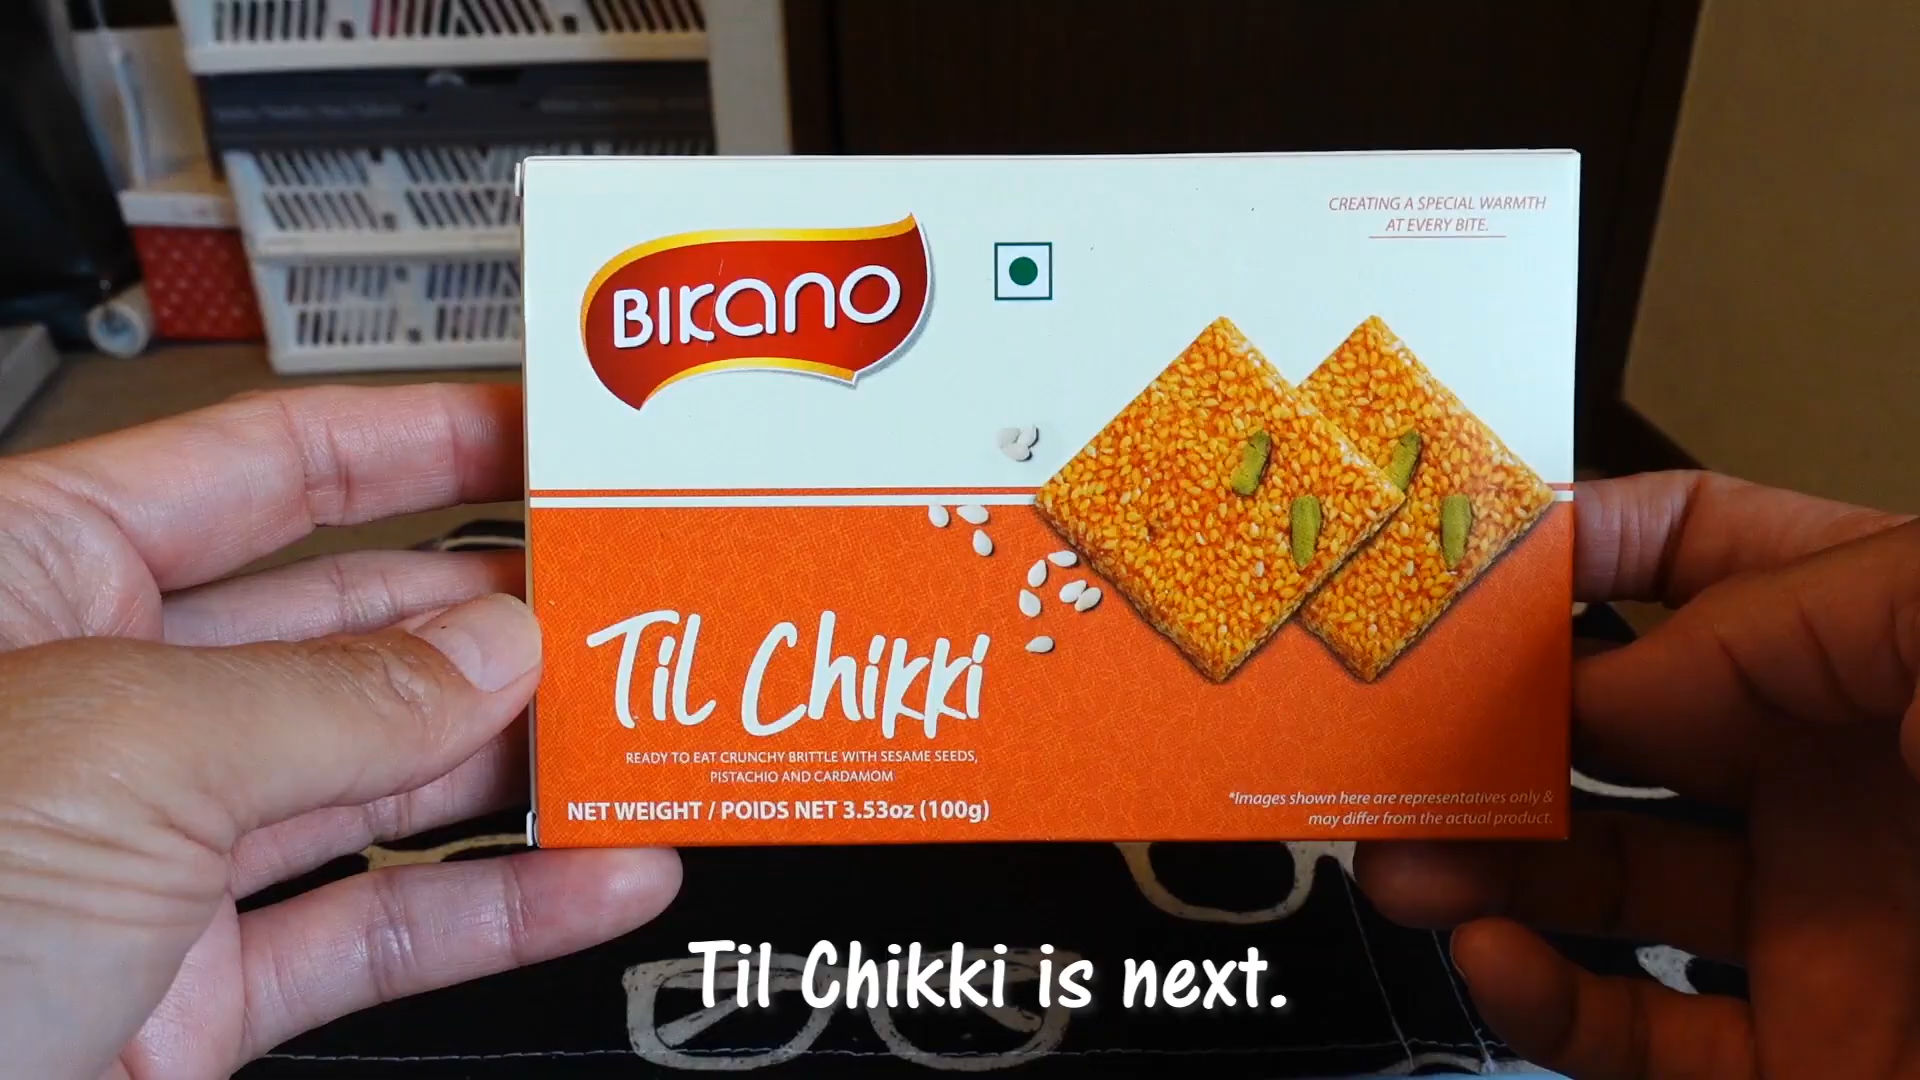 CREATING A SPECIAL WARMTH
AT EVERY BITE.
BIKANO
Til Chikki
READY TO EAT CRUNCHY BRITTLE WITH SESAME SEEDS,
PISTACHIO AND CARDAMOM
NET WEIGHT / POIDS NET 3.53oz (100g)
*Images shown here are representatives only &
may differ from the actual product.
Til Chikki is next.